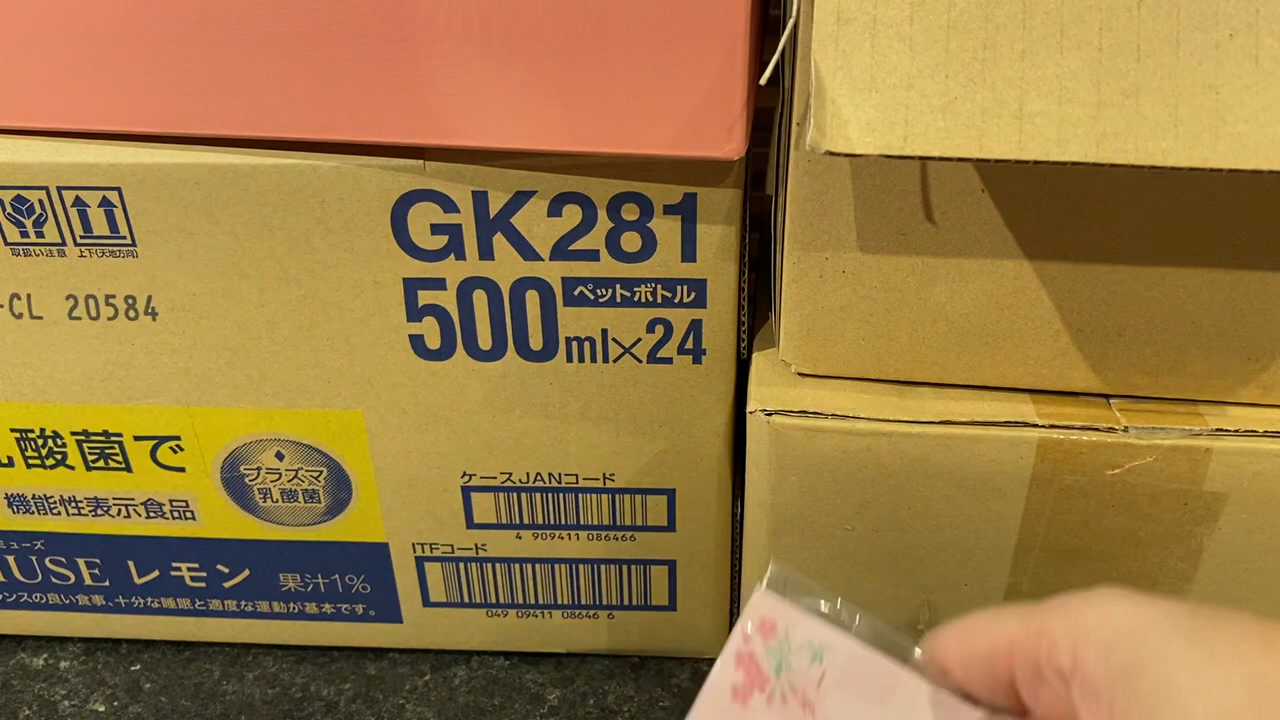 GK281
500ml×24
ペットボトル
取扱い注意
上下(天地方向)
-CL 20584
酸菌で
機能性表示食品
プラズマ
乳酸菌
ミューズ
USE レモン
果汁1%
ンスの良い食事、十分な睡眠と適度な運動が基本です。
ケースJANコード
4 909411 086466
ITFコード
049 09411 08646 6